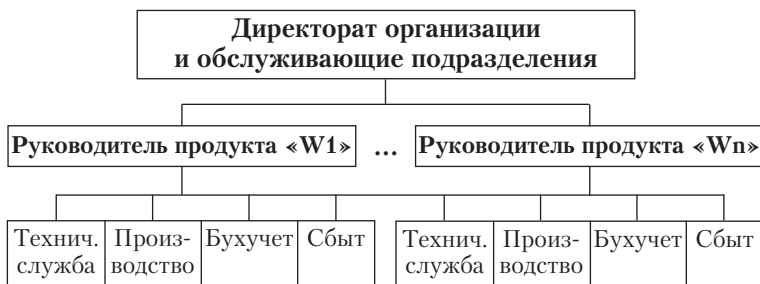 Директорат организации
и обслуживающие подразделения
Руководитель продукта «W1» ... Руководитель продукта «Wn»
Технич. служба
Произ-
водство
Бухучет
Сбыт
Технич. служба
Произ-
водство
Бухучет
Сбыт